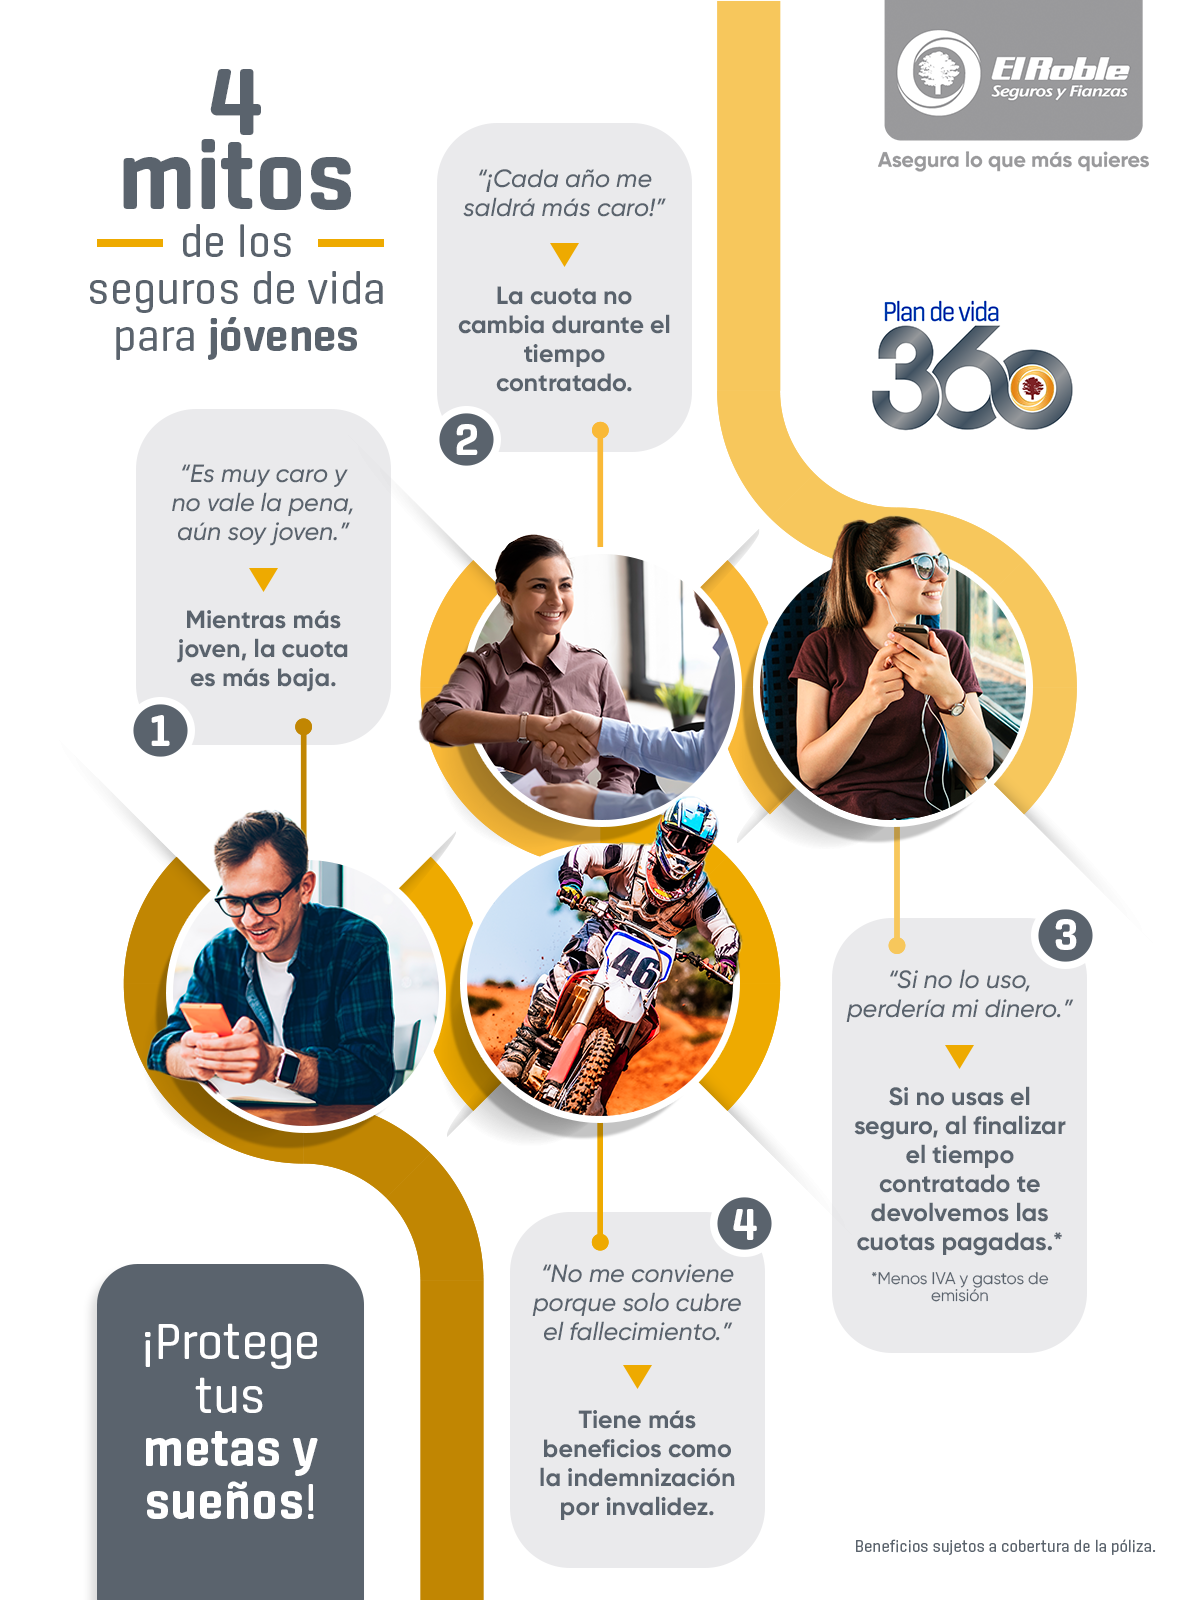 4
mitos
de los
seguros de vida
para jóvenes
El Roble
Seguros y Fianzas
Asegura lo que más quieres
Plan de vida
360
“Es muy caro y
no vale la pena,
aún soy joven.”
Mientras más
joven, la cuota
es más baja.
1
“¡Cada año me
saldrá más caro!”
La cuota no
cambia durante el
tiempo
contratado.
2
3
“Si no lo uso,
perdería mi dinero.”
Si no usas el
seguro, al finalizar
el tiempo
contratado te
devolvemos las
cuotas pagadas.*
*Menos IVA y gastos de
emisión
46
4
“No me conviene
porque solo cubre
el fallecimiento.”
Tiene más
beneficios como
la indemnización
por invalidez.
¡Protege
tus
metas y
sueños!
Beneficios sujetos a cobertura de la póliza.